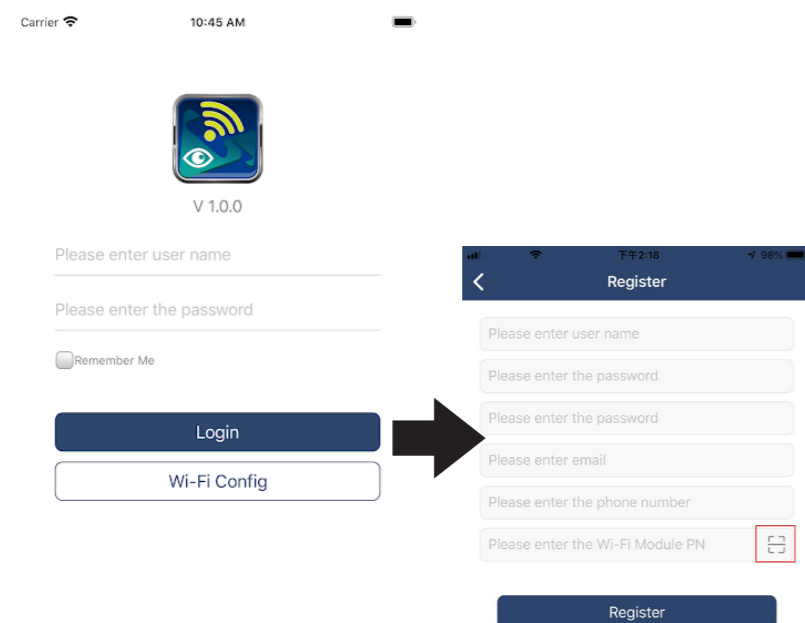 Carrier
10:45 AM
V 1.0.0
Please enter user name
Please enter the password
Remember Me
Login
Wi-Fi Config
下午2:18
98%
Register
Please enter user name
Please enter the password
Please enter the password
Please enter email
Please enter the phone number
Please enter the Wi-Fi Module PN
Register